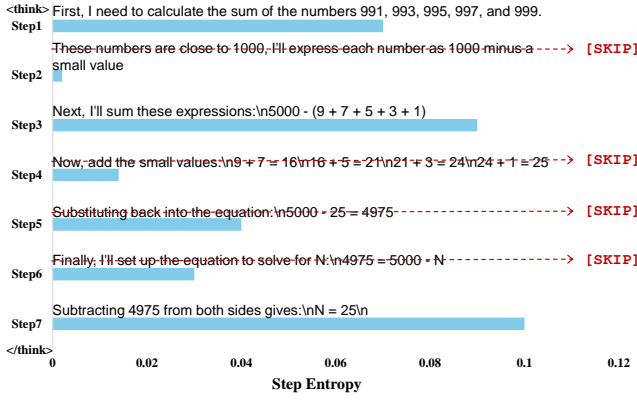 <think> First, I need to calculate the sum of the numbers 991, 993, 995, 997, and 999.
Step1
These numbers are close to 1000, I'll express each number as 1000 minus a [SKIP]
small value
Step2
Next, I'll sum these expressions:\n5000 - (9 + 7 + 5 + 3 + 1)
Step3
Now, add the small values:\n9 + 7 = 16\n16 + 5 = 21\n21 + 3 = 24\n24 + 1 = 25 [SKIP]
Step4
Substituting back into the equation:\n5000 - 25 = 4975 [SKIP]
Step5
Finally, I'll set up the equation to solve for N:\n4975 = 5000 - N [SKIP]
Step6
Subtracting 4975 from both sides gives:\nN = 25\n
Step7
</think>
0 0.02 0.04 0.06 0.08 0.1 0.12
Step Entropy